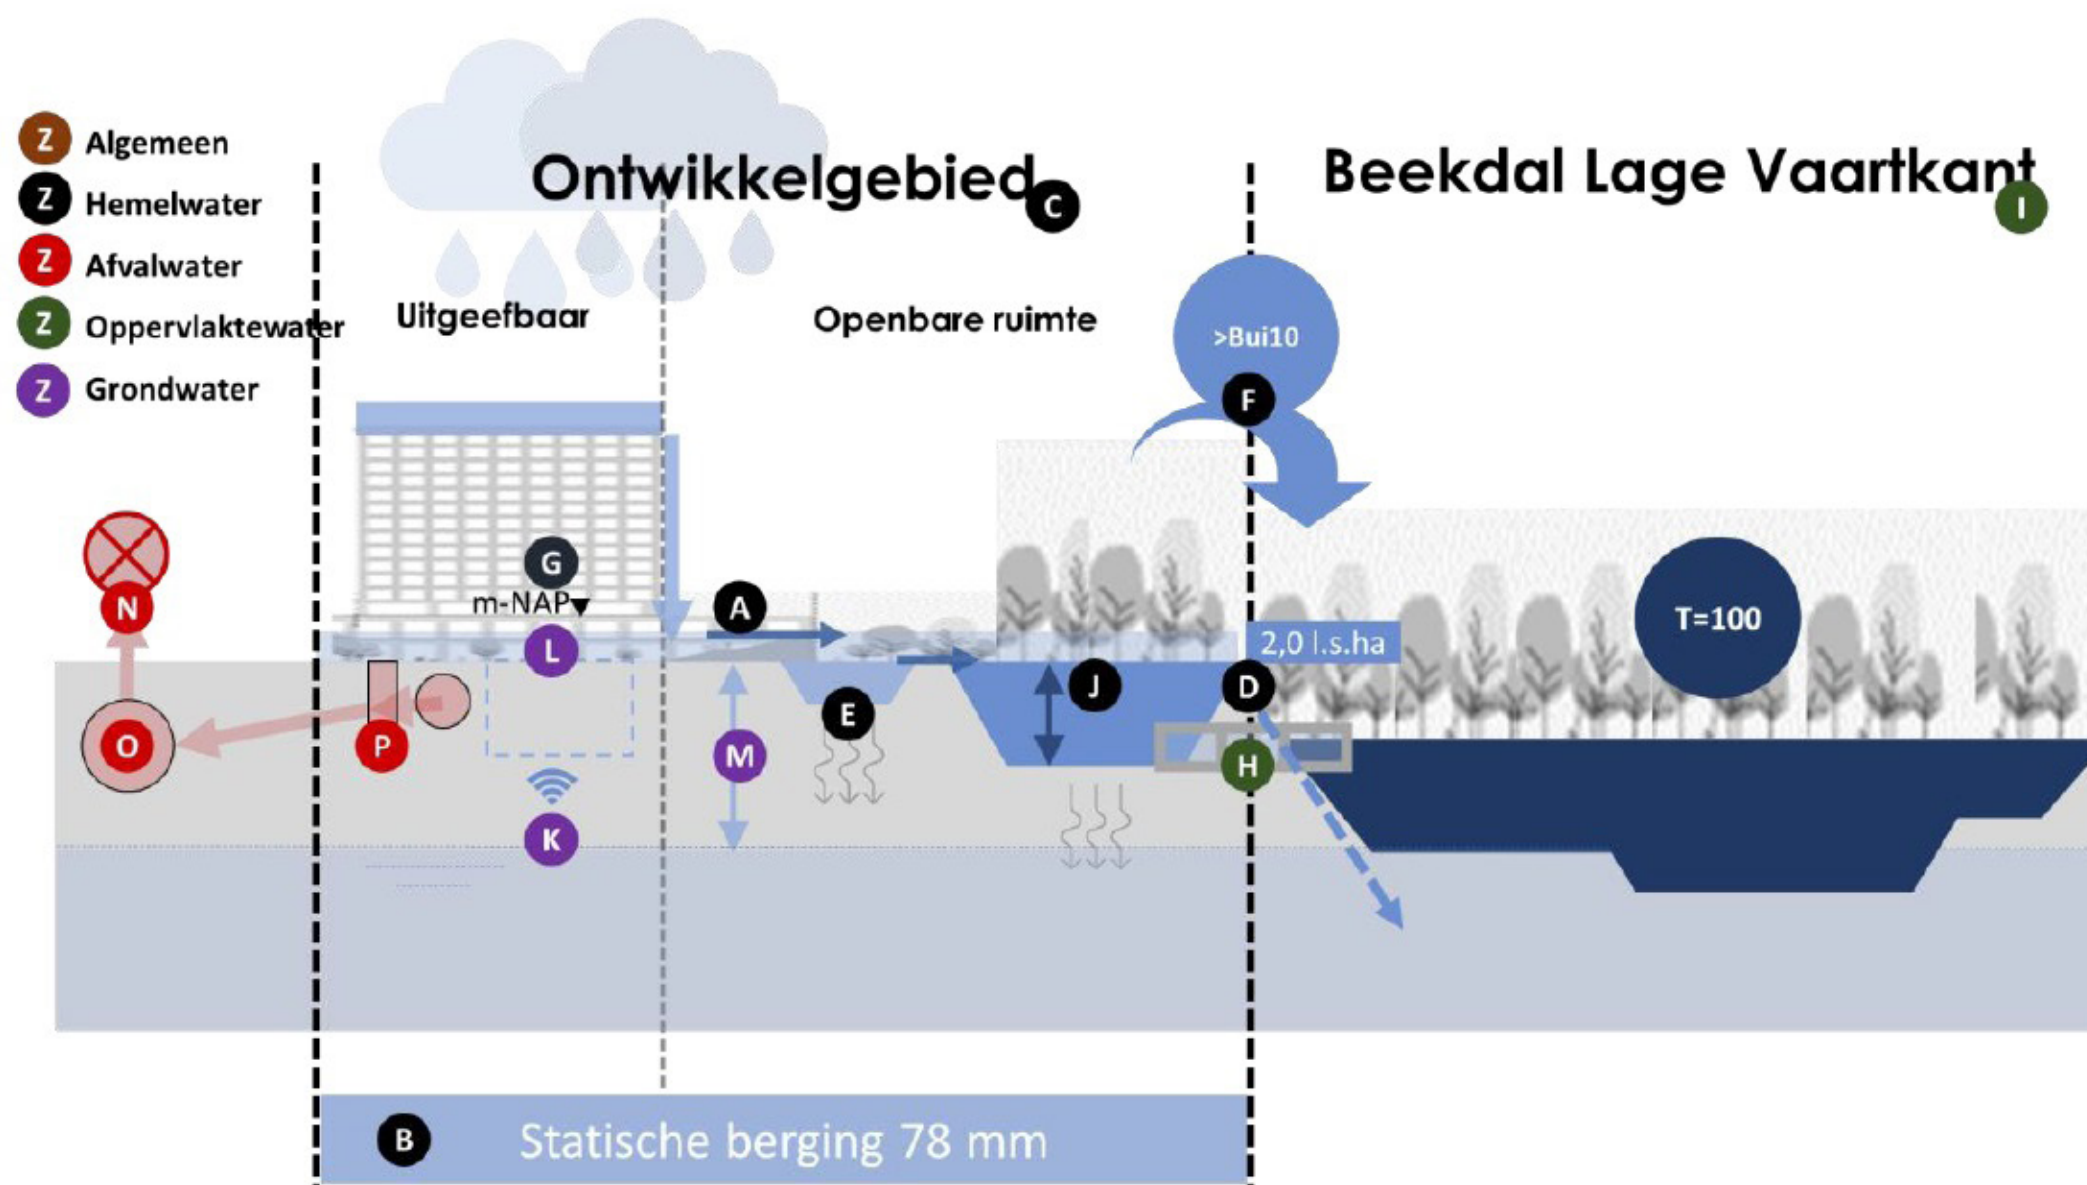 Z Algemeen
Z Hemelwater
Z Afvalwater
Z Oppervlaktewater
Z Grondwater
Ontwikkelgebied
C
Beekdal Lage Vaartkant
I
Uitgeefbaar
Openbare ruimte
>Bui10
F
G
m-NAP
A
L
N
T=100
2,0 l.s.ha
J
D
E
O
P
M
H
K
B
Statische berging 78 mm